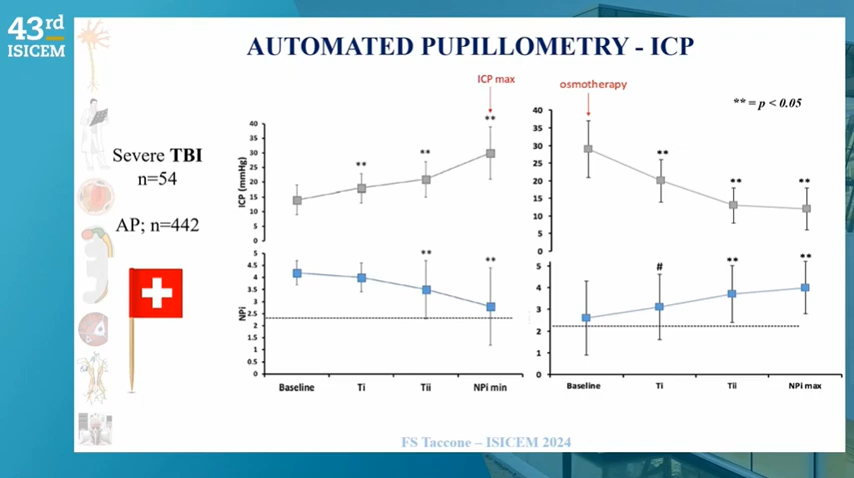 43rd
ISICEM
AUTOMATED PUPILLOMETRY - ICP
Severe TBI
n=54
AP; n=442
ICP max
**
**
**
ICP (mmHg)
40
35
30
25
20
15
10
5
0
**
**
NPi
5
4.5
4
3.5
3
2.5
2
1.5
1
0.5
0
Baseline
Ti
Tii
NPi min
osmotherapy
** = p < 0.05
40
35
30
25
20
15
10
5
0
**
**
**
5
4
3
2
1
0
#
**
**
Baseline
Ti
Tii
NPi max
FS Taccone – ISICEM 2024